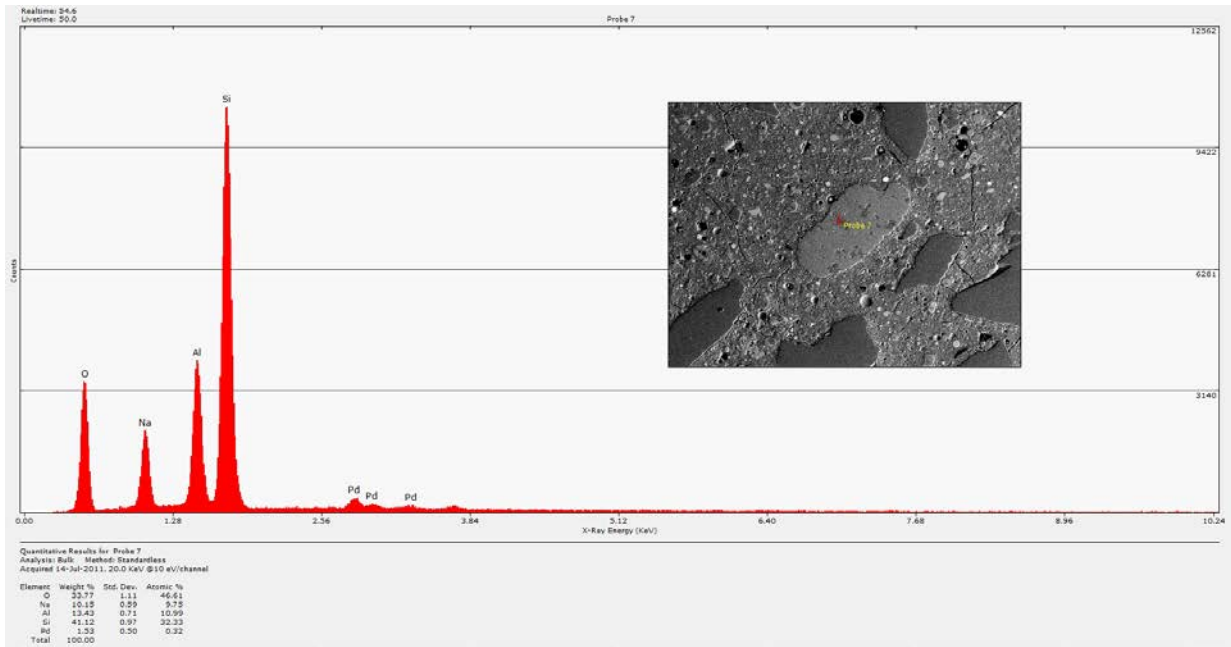 Realtime: 54.6
Livetime: 50.0
Probe 7
12562
9422
6281
3140
Counts
Si
Al
O
Na
Pd Pd Pd
Probe 7
0.00 1.28 2.56 3.84 5.12 6.40 7.68 8.96 10.24
X-Ray Energy (KeV)
Quantitative Results for Probe 7
Analysis: Bulk Method: Standardless
Acquired 14-Jul-2011, 20.0 KeV @10 eV/channel
Element Weight % Std. Dev. Atomic %
O 33.77 1.11 46.61
Na 10.15 0.59 9.75
Al 13.43 0.71 10.99
Si 41.12 0.97 32.33
Pd 1.53 0.50 0.32
Total 100.00